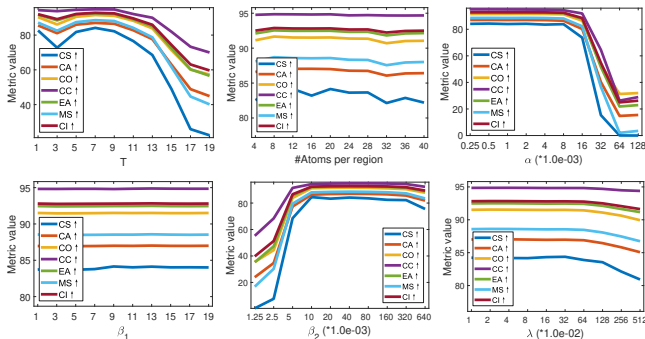 Metric value
80
60
40
CS ↑
CA ↑
CO ↑
CC ↑
EA ↑
MS ↑
CI ↑
1 3 5 7 9 11 13 15 17 19
T
Metric value
95
90
85
80
CS ↑
CA ↑
CO ↑
CC ↑
EA ↑
MS ↑
CI ↑
4 8 12 16 20 24 28 32 36 40
#Atoms per region
Metric value
80
60
40
20
0
CS ↑
CA ↑
CO ↑
CC ↑
EA ↑
MS ↑
CI ↑
0.25 0.5 1 2 4 8 16 32 64 128
α (*1.0e-03)
Metric value
95
90
85
80
CS ↑
CA ↑
CO ↑
CC ↑
EA ↑
MS ↑
CI ↑
1 3 5 7 9 11 13 15 17 19
β₁
Metric value
80
60
40
20
CS ↑
CA ↑
CO ↑
CC ↑
EA ↑
MS ↑
CI ↑
1.25 2.5 5 10 20 40 80 160 320 640
β₂ (*1.0e-03)
Metric value
95
90
85
80
CS ↑
CA ↑
CO ↑
CC ↑
EA ↑
MS ↑
CI ↑
1 2 4 8 16 32 64 128 256 512
λ (*1.0e-02)